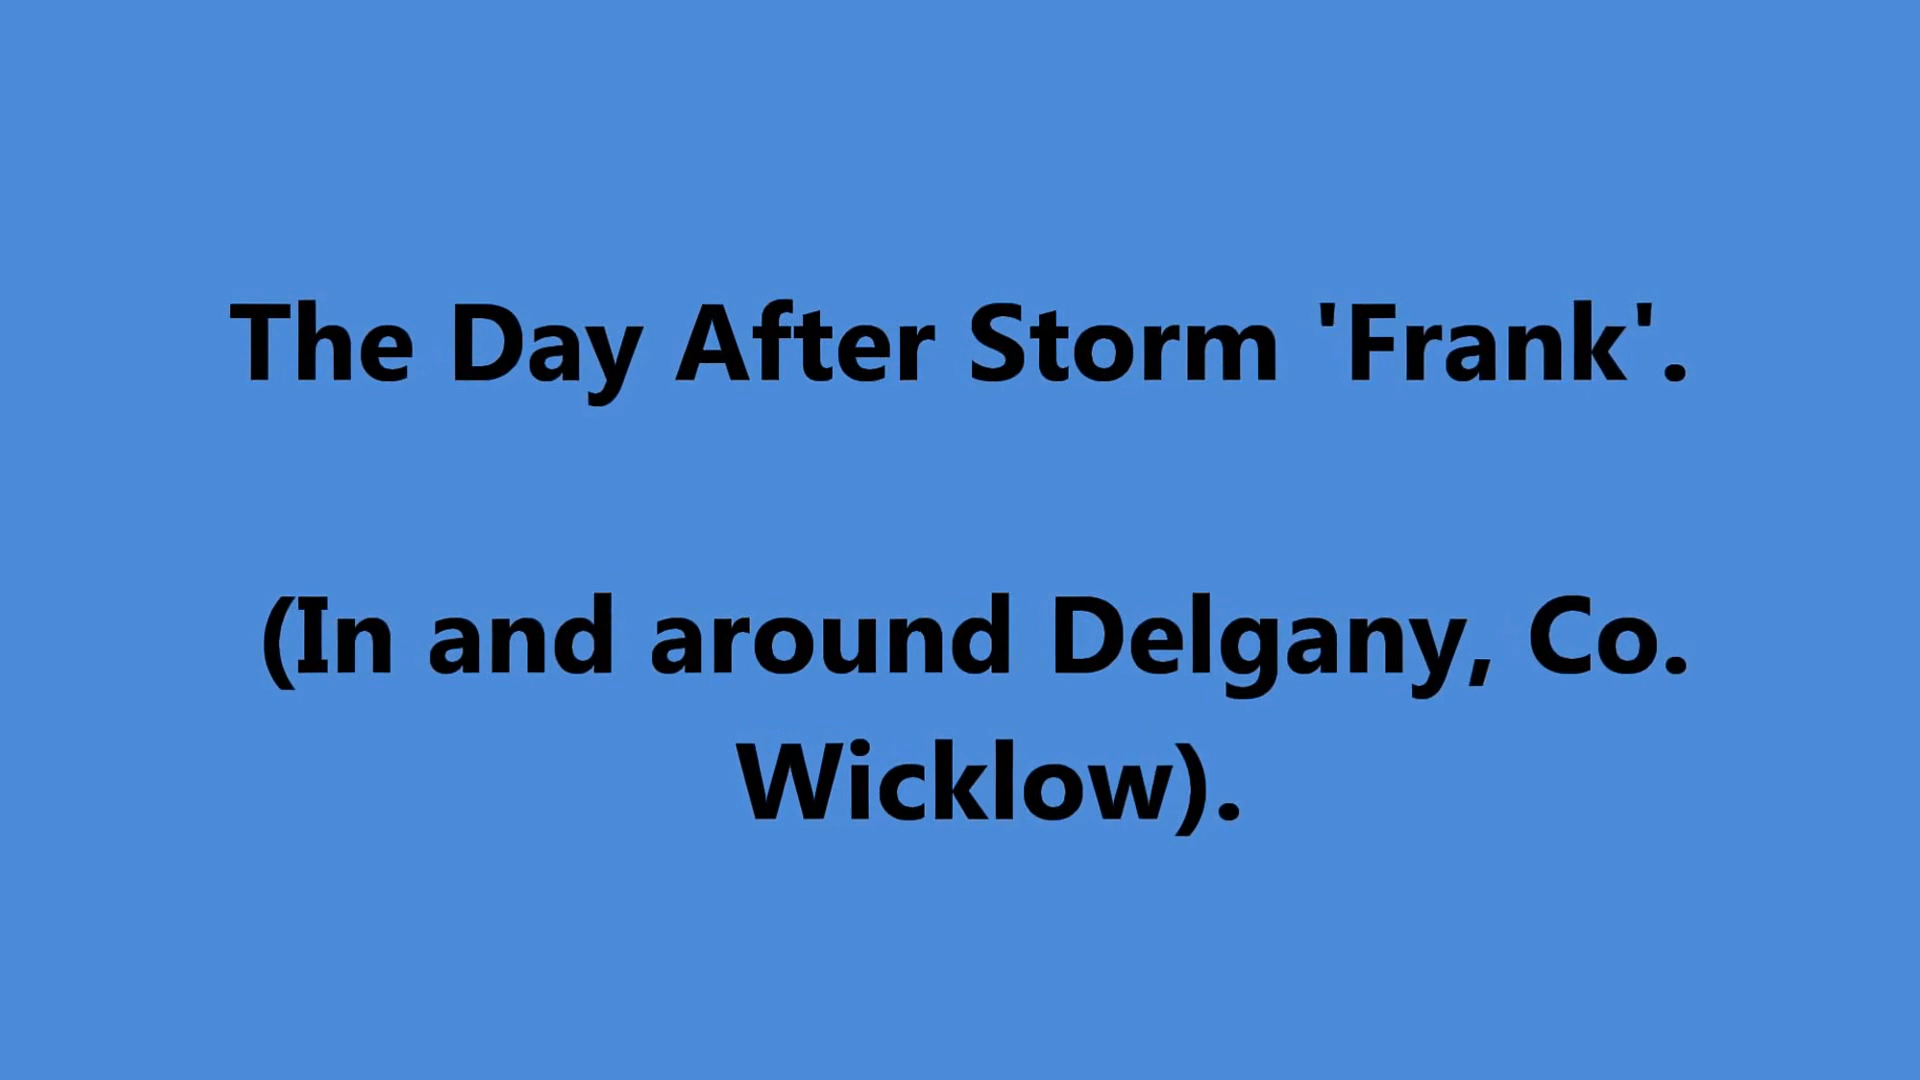 The Day After Storm 'Frank'.
(In and around Delgany, Co.
Wicklow).